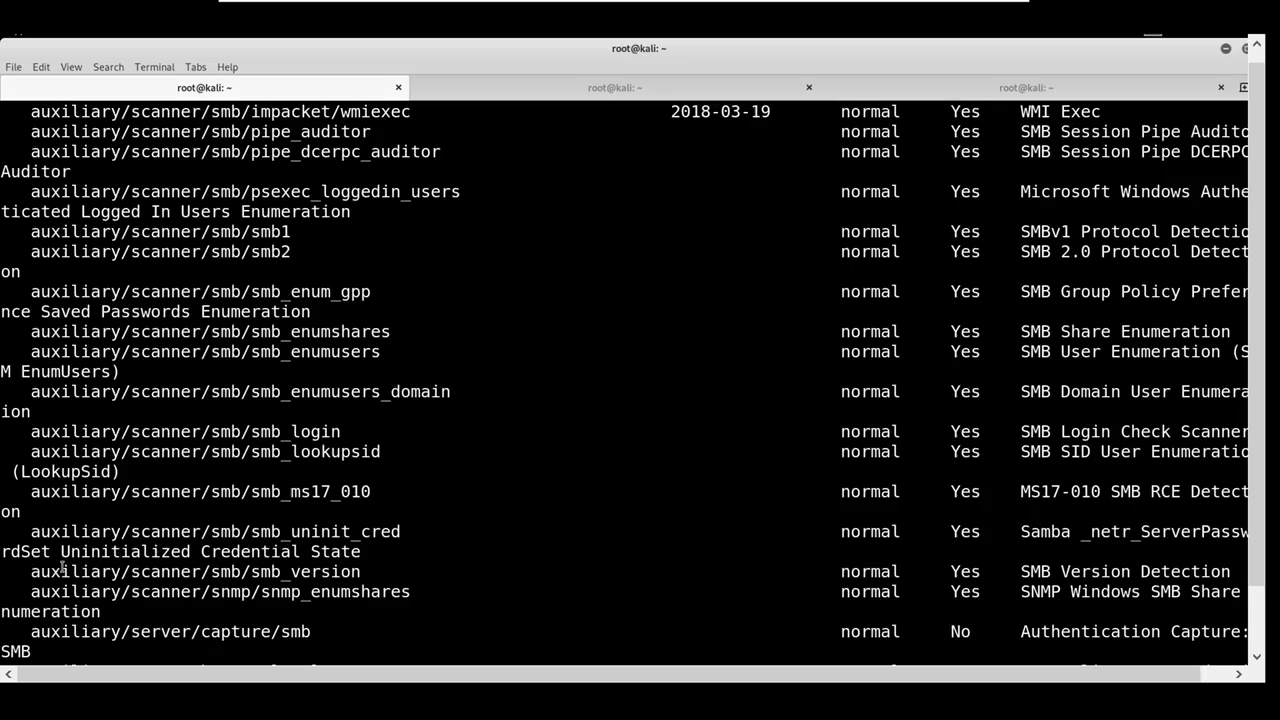 root@kali: ~
File Edit View Search Terminal Tabs Help
root@kali: ~ × root@kali: ~ × root@kali: ~ ×
auxiliary/scanner/smb/impacket/wmiexec 2018-03-19 normal Yes WMI Exec
auxiliary/scanner/smb/pipe_auditor normal Yes SMB Session Pipe Audito
auxiliary/scanner/smb/pipe_dcerpc_auditor normal Yes SMB Session Pipe DCERPC
Auditor
auxiliary/scanner/smb/psexec_loggedin_users normal Yes Microsoft Windows Authe
ticated Logged In Users Enumeration
auxiliary/scanner/smb/smb1 normal Yes SMBv1 Protocol Detectio
auxiliary/scanner/smb/smb2 normal Yes SMB 2.0 Protocol Detect
on
auxiliary/scanner/smb/smb_enum_gpp normal Yes SMB Group Policy Prefer
nce Saved Passwords Enumeration
auxiliary/scanner/smb/smb_enumshares normal Yes SMB Share Enumeration
auxiliary/scanner/smb/smb_enumusers normal Yes SMB User Enumeration (S
M EnumUsers)
auxiliary/scanner/smb/smb_enumusers_domain normal Yes SMB Domain User Enumera
ion
auxiliary/scanner/smb/smb_login normal Yes SMB Login Check Scanner
auxiliary/scanner/smb/smb_lookupsid normal Yes SMB SID User Enumeratio
(LookupSid)
auxiliary/scanner/smb/smb_ms17_010 normal Yes MS17-010 SMB RCE Detect
on
auxiliary/scanner/smb/smb_uninit_cred normal Yes Samba _netr_ServerPassw
rdSet Uninitialized Credential State
auxiliary/scanner/smb/smb_version normal Yes SMB Version Detection
auxiliary/scanner/snmp/snmp_enumshares normal Yes SNMP Windows SMB Share
numeration
auxiliary/server/capture/smb normal No Authentication Capture:
SMB